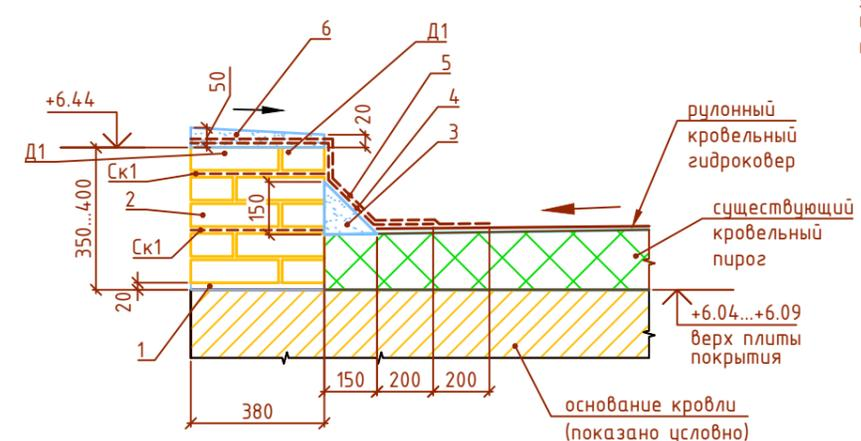 6
Д1
50
5
+6.44
20
4
3
рулонный
кровельный
гидроковер
Д1
Ск1
2
150
350...400
существующий
кровельный
пирог
Ск1
20
1
+6.04...+6.09
верх плиты
покрытия
150
200
200
380
основание кровли
(показано условно)